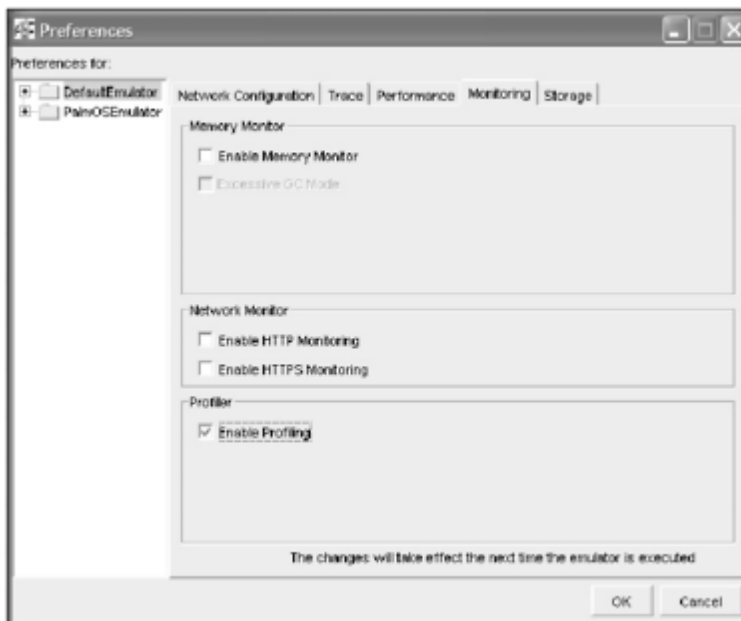 Preferences
Preferences for:
DefaultEmulator
PalmOSEmulator
Network Configuration
Trace
Performance
Monitoring
Storage
Memory Monitor
Enable Memory Monitor
Excessive GC Mode
Network Monitor
Enable HTTP Monitoring
Enable HTTPS Monitoring
Profiler
Enable Profiling
The changes will take effect the next time the emulator is executed
OK
Cancel